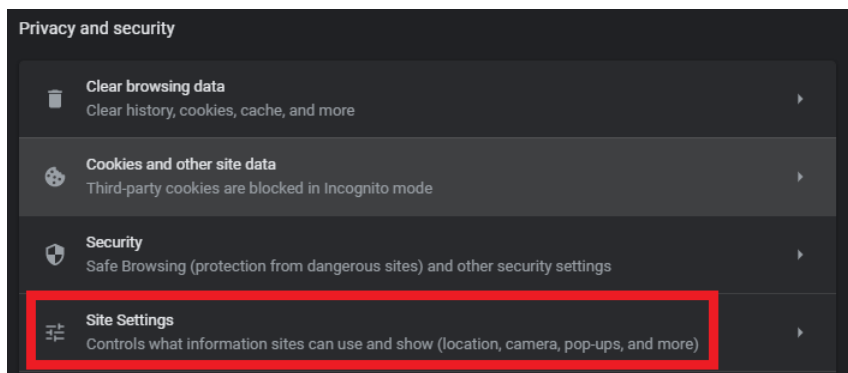 Privacy and security
Clear browsing data
Clear history, cookies, cache, and more
Cookies and other site data
Third-party cookies are blocked in Incognito mode
Security
Safe Browsing (protection from dangerous sites) and other security settings
Site Settings
Controls what information sites can use and show (location, camera, pop-ups, and more)